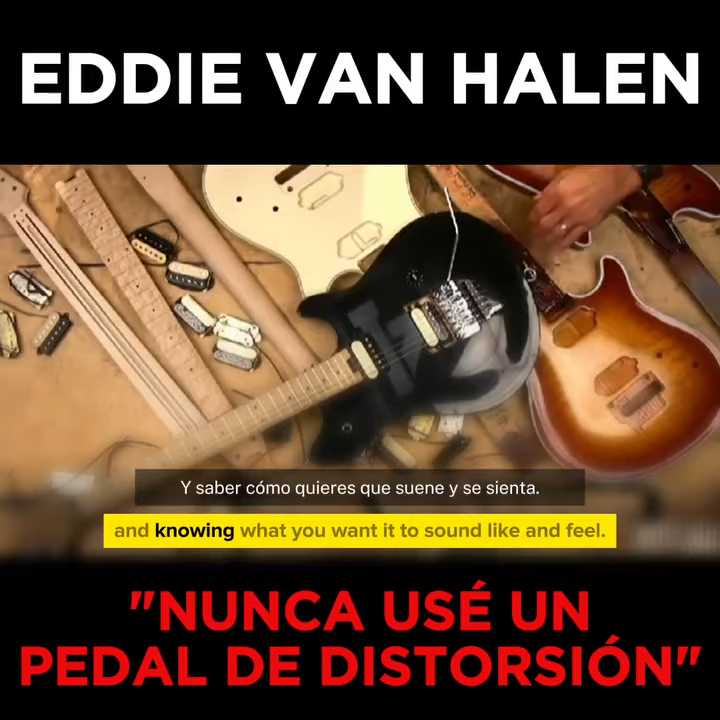 EDDIE VAN HALEN
Y saber cómo quieres que suene y se sienta.
and knowing what you want it to sound like and feel.
"NUNCA USÉ UN
PEDAL DE DISTORSIÓN"